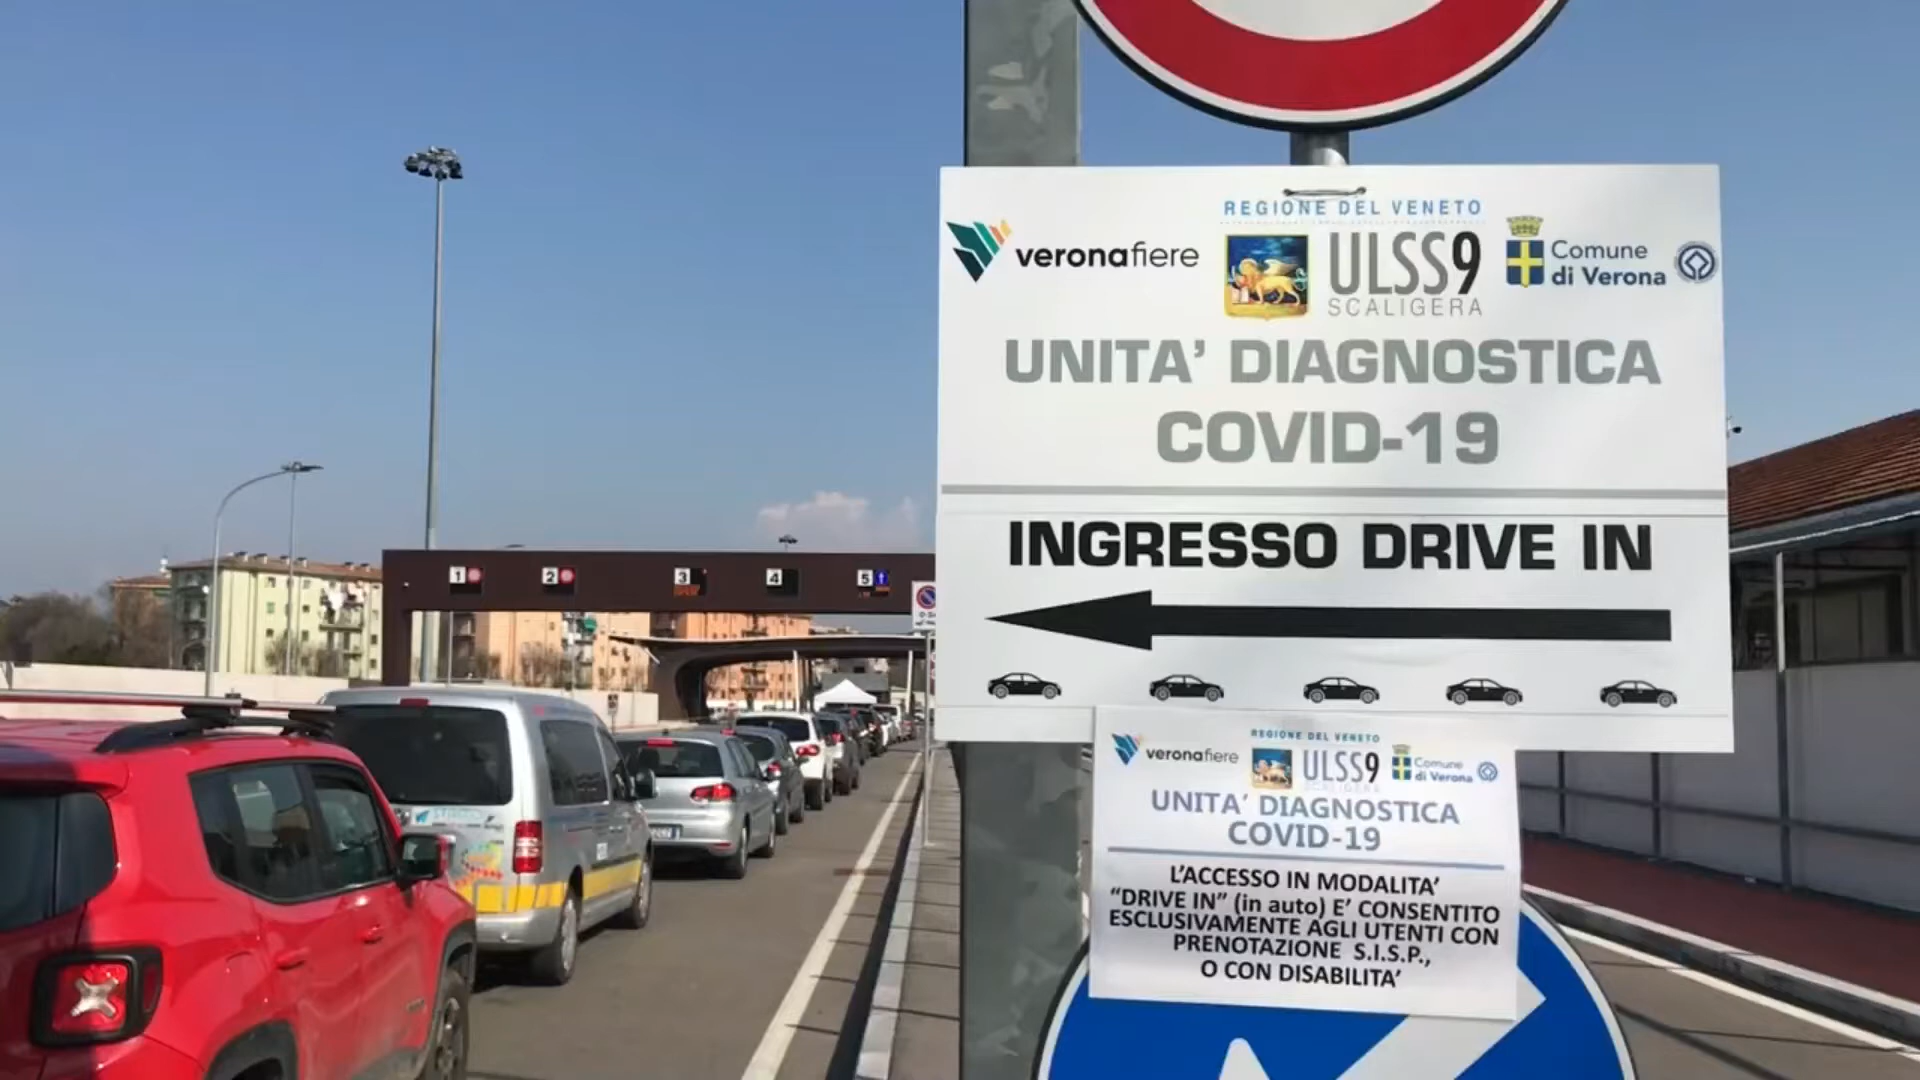 REGIONE DEL VENETO
veronafiere
ULSS9
SCALIGERA
Comune
di Verona
UNITA' DIAGNOSTICA
COVID-19
INGRESSO DRIVE IN
1
2
3
4
5
REGIONE DEL VENETO
veronafiere
ULSS9
SCALIGERA
Comune
di Verona
UNITA' DIAGNOSTICA
COVID-19
L'ACCESSO IN MODALITA'
“DRIVE IN” (in auto) E' CONSENTITO
ESCLUSIVAMENTE AGLI UTENTI CON
PRENOTAZIONE S.I.S.P.,
O CON DISABILITA'